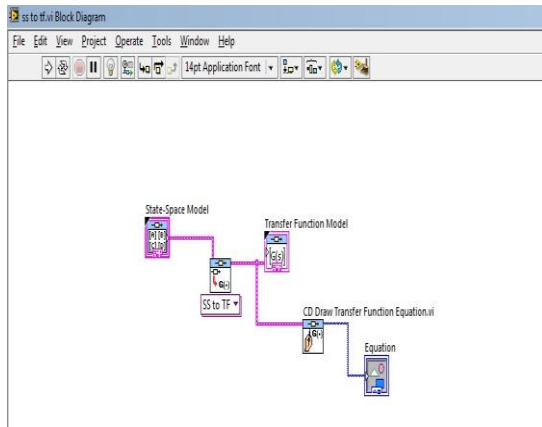 ss to tf.vi Block Diagram
File Edit View Project Operate Tools Window Help
14pt Application Font
State-Space Model
Transfer Function Model
[G(s)]
G(·)
SS to TF
CD Draw Transfer Function Equation.vi
G(·)
Equation